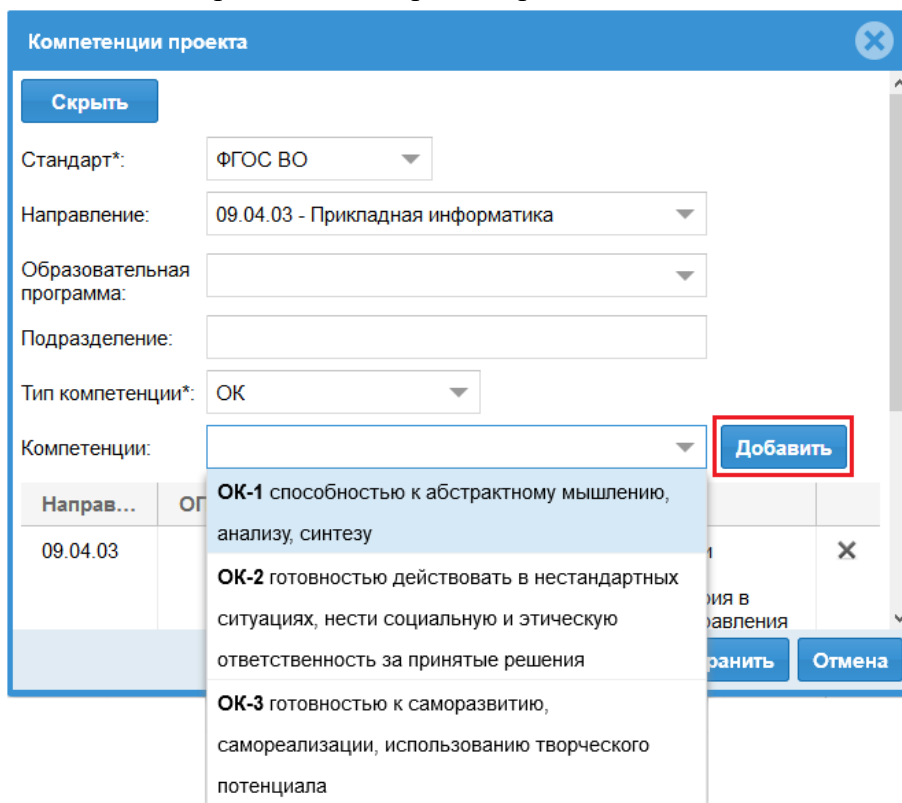 Компетенции проекта
Скрыть
Стандарт*: ФГОС ВО
Направление: 09.04.03 - Прикладная информатика
Образовательная
программа:
Подразделение:
Тип компетенции*: ОК
Компетенции: Добавить
Направ...
09.04.03
ОК-1 способностью к абстрактному мышлению,
анализу, синтезу
ОК-2 готовностью действовать в нестандартных
ситуациях, нести социальную и этическую
ответственность за принятые решения
ОК-3 готовностью к саморазвитию,
самореализации, использованию творческого
потенциала
Отмена